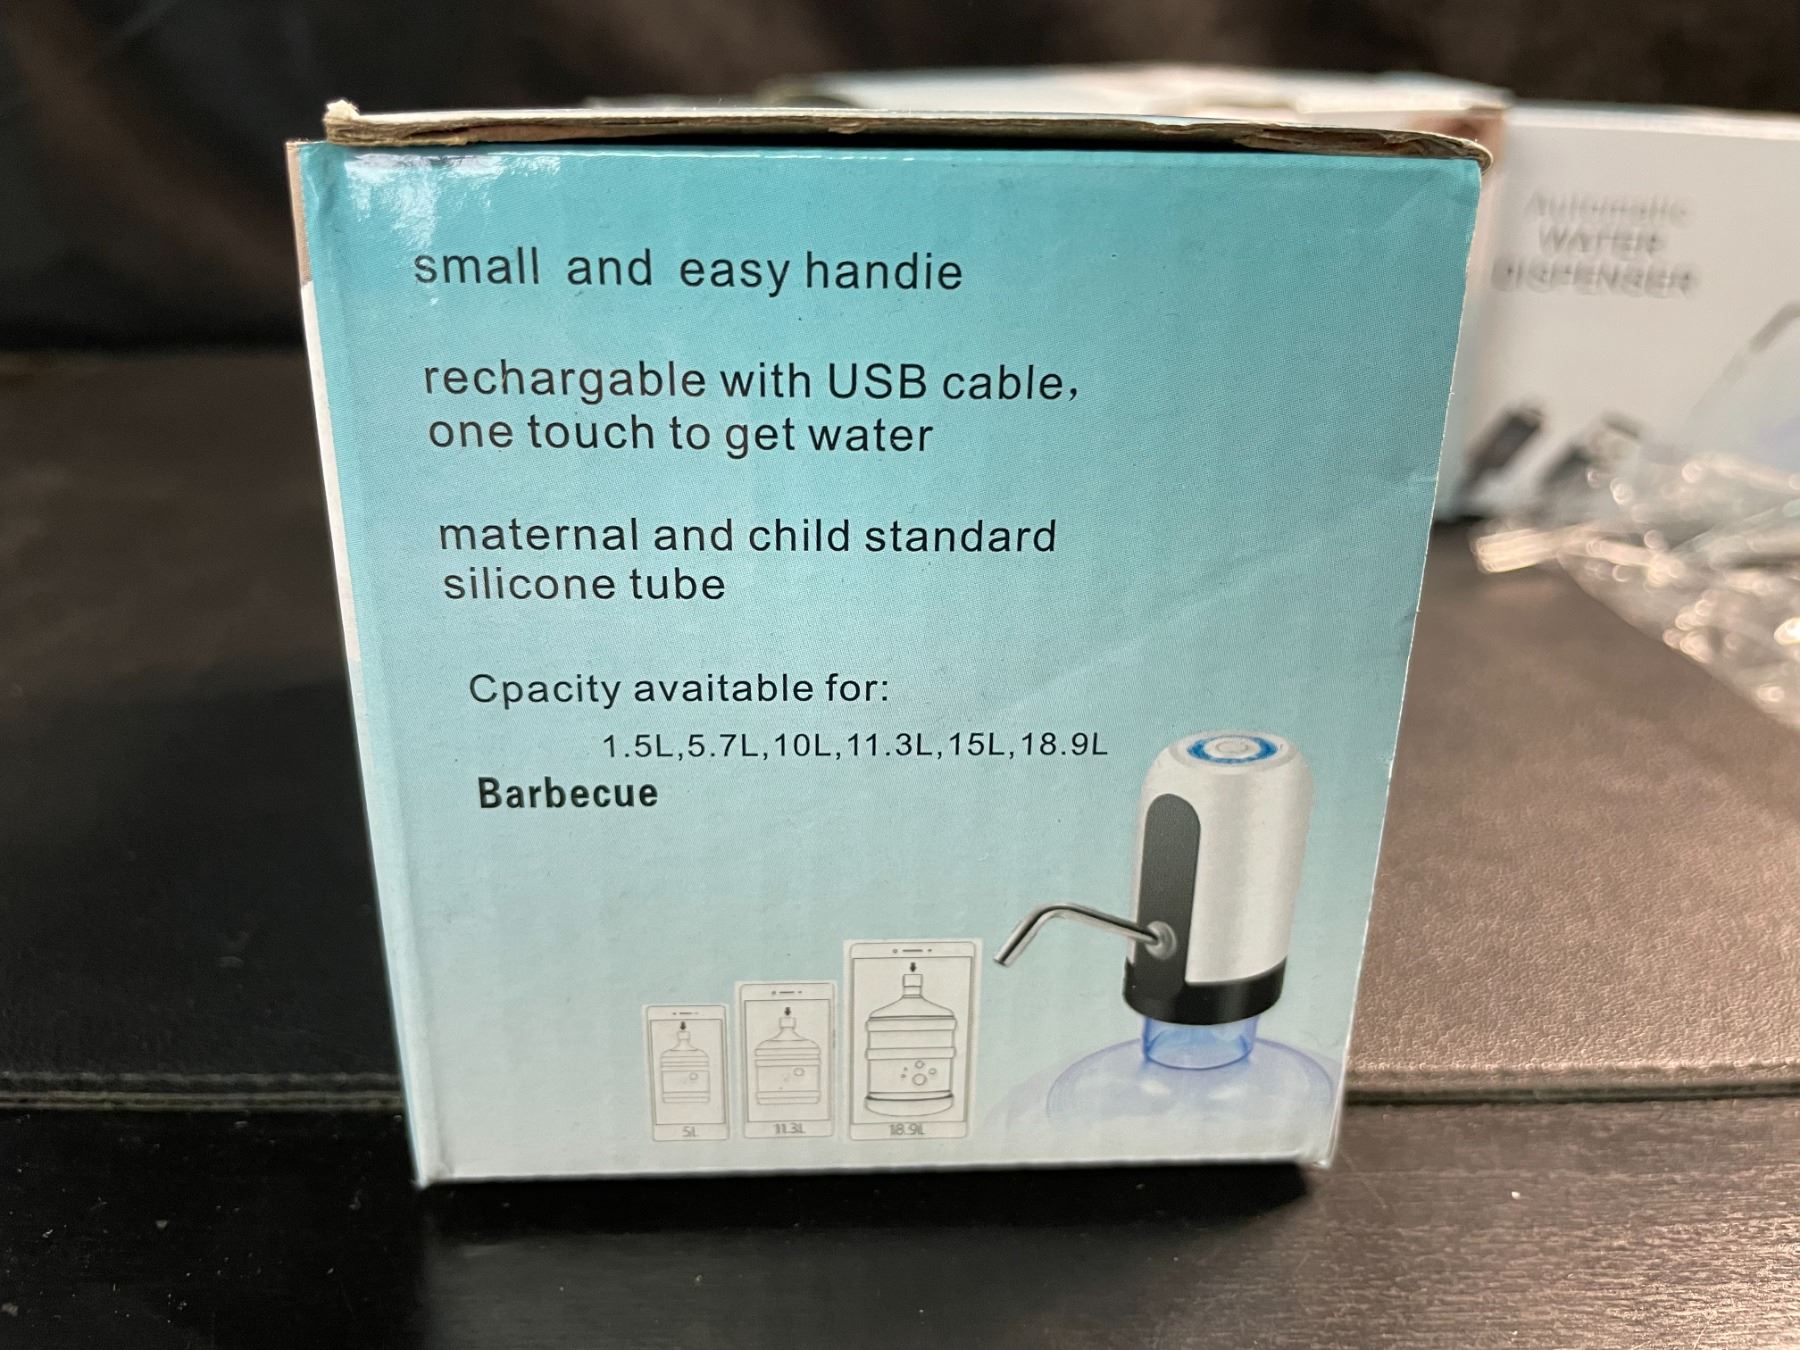 small and easy handie
rechargable with USB cable,
one touch to get water
maternal and child standard
silicone tube
Cpacity avaitable for:
1.5L,5.7L,10L,11.3L,15L,18.9L
Barbecue
5L
11.3L
18.9L
Automatic
WATER
DISPENSER